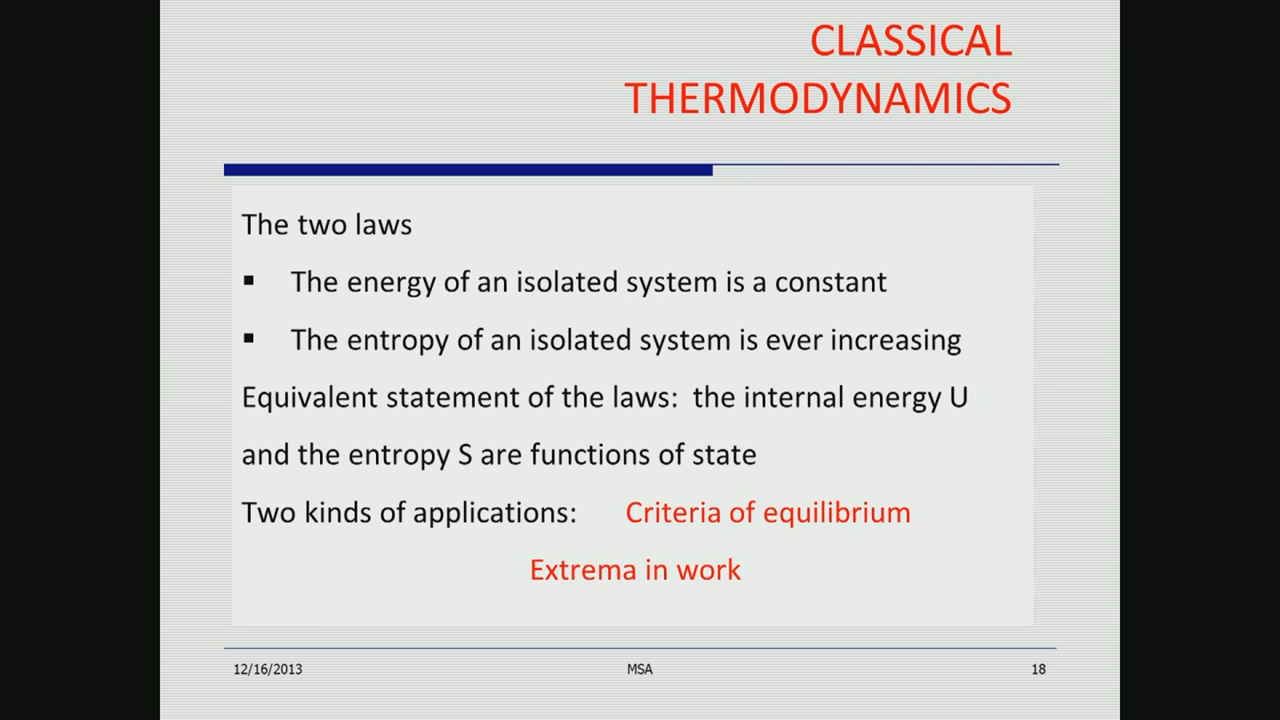 CLASSICAL
THERMODYNAMICS
The two laws
▪ The energy of an isolated system is a constant
▪ The entropy of an isolated system is ever increasing
Equivalent statement of the laws: the internal energy U
and the entropy S are functions of state
Two kinds of applications: Criteria of equilibrium
Extrema in work
12/16/2013 MSA 18